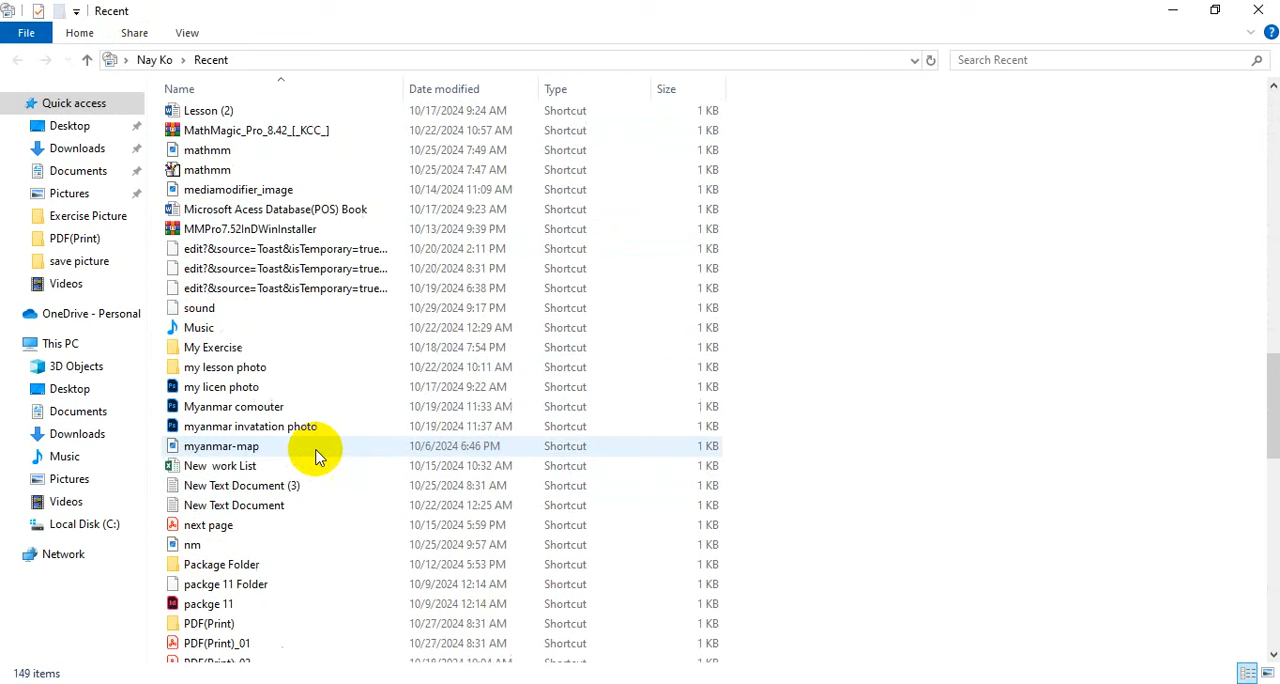 Recent
File Home Share View
Nay Ko Recent Search Recent
Name Date modified Type Size
Quick access
Desktop
Downloads
Documents
Pictures
Exercise Picture
PDF(Print)
save picture
Videos
OneDrive - Personal
This PC
3D Objects
Desktop
Documents
Downloads
Music
Pictures
Videos
Local Disk (C:)
Network
Lesson (2) 10/17/2024 9:24 AM Shortcut 1 KB
MathMagic_Pro_8.42_[_KCC_] 10/22/2024 10:57 AM Shortcut 1 KB
mathmm 10/25/2024 7:49 AM Shortcut 1 KB
mathmm 10/25/2024 7:47 AM Shortcut 1 KB
mediamodifier_image 10/14/2024 11:09 AM Shortcut 1 KB
Microsoft Acess Database(POS) Book 10/17/2024 9:23 AM Shortcut 1 KB
MMPro7.52InDWinInstaller 10/13/2024 9:39 PM Shortcut 1 KB
edit?&source=Toast&isTemporary=true... 10/20/2024 2:11 PM Shortcut 1 KB
edit?&source=Toast&isTemporary=true... 10/20/2024 8:31 PM Shortcut 1 KB
edit?&source=Toast&isTemporary=true... 10/19/2024 6:38 PM Shortcut 1 KB
sound 10/29/2024 9:17 PM Shortcut 1 KB
Music 10/22/2024 12:29 AM Shortcut 1 KB
My Exercise 10/18/2024 7:54 PM Shortcut 1 KB
my lesson photo 10/22/2024 10:11 AM Shortcut 1 KB
my licen photo 10/17/2024 9:22 AM Shortcut 1 KB
Myanmar comouter 10/19/2024 11:33 AM Shortcut 1 KB
myanmar invatation photo 10/19/2024 11:37 AM Shortcut 1 KB
myanmar-map 10/6/2024 6:46 PM Shortcut 1 KB
New work List 10/15/2024 10:32 AM Shortcut 1 KB
New Text Document (3) 10/25/2024 8:31 AM Shortcut 1 KB
New Text Document 10/22/2024 12:25 AM Shortcut 1 KB
next page 10/15/2024 5:59 PM Shortcut 1 KB
nm 10/25/2024 9:57 AM Shortcut 1 KB
Package Folder 10/12/2024 5:53 PM Shortcut 1 KB
packge 11 Folder 10/9/2024 12:14 AM Shortcut 1 KB
packge 11 10/9/2024 12:14 AM Shortcut 1 KB
PDF(Print) 10/27/2024 8:31 AM Shortcut 1 KB
PDF(Print)_01 10/27/2024 8:31 AM Shortcut 1 KB
149 items